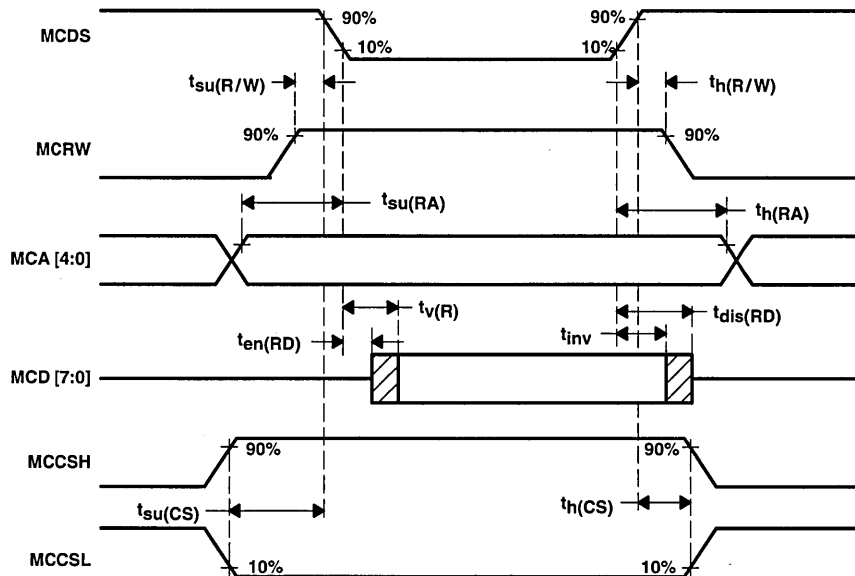 MCDS
90%
10%
90%
10%
tsu(R/W)
th(R/W)
MCRW
90%
90%
tsu(RA)
th(RA)
MCA [4:0]
tv(R)
tdis(RD)
ten(RD)
tinv
MCD [7:0]
MCCSH
90%
90%
tsu(CS)
th(CS)
MCCSL
10%
10%